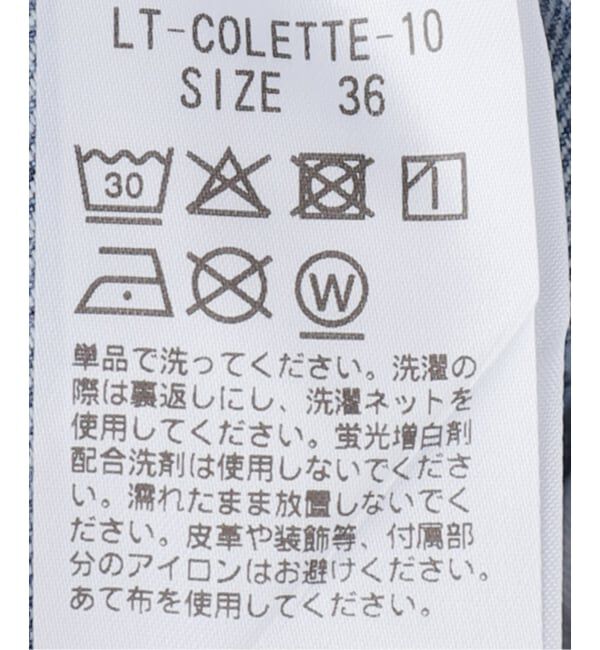 LT-COLETTE-10
SIZE 36
30
W
単品で洗ってください。洗濯の
際は裏返しにし、洗濯ネットを
使用してください。蛍光増白剤
配合洗剤は使用しないでくださ
い。濡れたまま放置しないでく
ださい。皮革や装飾等、付属部
分のアイロンはお避けください。
あて布を使用してください。